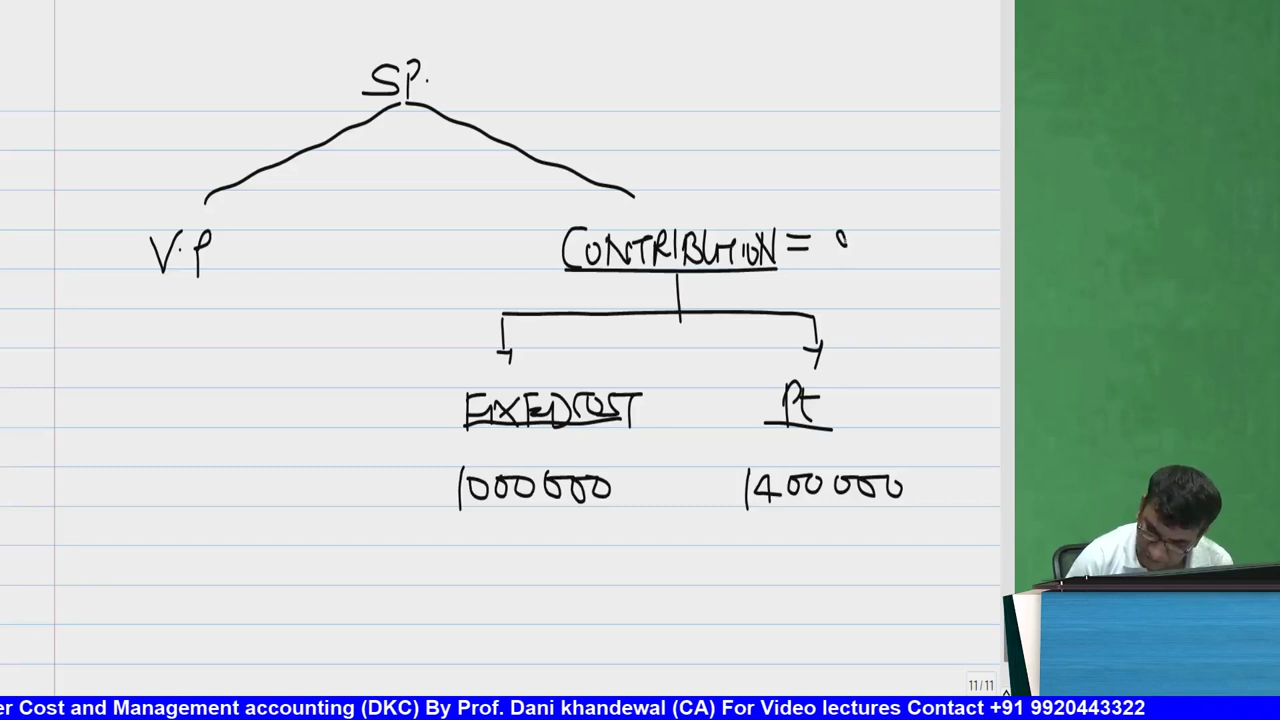 SP.
V.P
CONTRIBUTION = 0
FIXED COST Pt
1000000 1400000
11/11
er Cost and Management accounting (DKC) By Prof. Dani khandewal (CA) For Video lectures Contact +91 9920443322